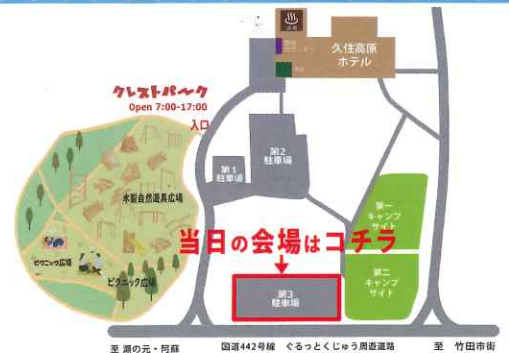 温泉
久住高原
ホテル
クレストパーク
Open 7:00-17:00
入口
第2
駐車場
第1
駐車場
木製自然遊具広場
第一
キャンプ
サイト
当日の会場はコチラ
ピクニック広場
ピクニック広場
第3
駐車場
第二
キャンプ
サイト
至 瀬の元・阿蘇
国道442号線 ぐるっとくじゅう周遊道路
至 竹田市街